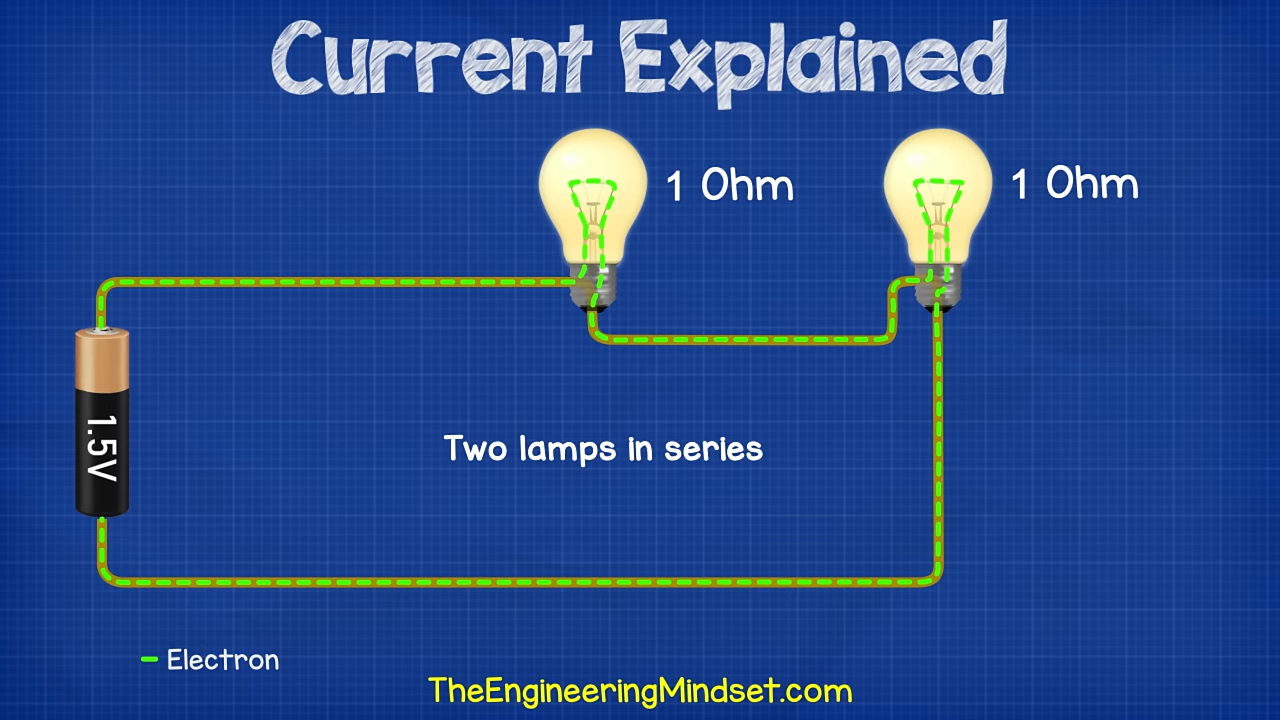 Current Explained
1 Ohm
1 Ohm
1.5V
Two lamps in series
Electron
TheEngineeringMindset.com